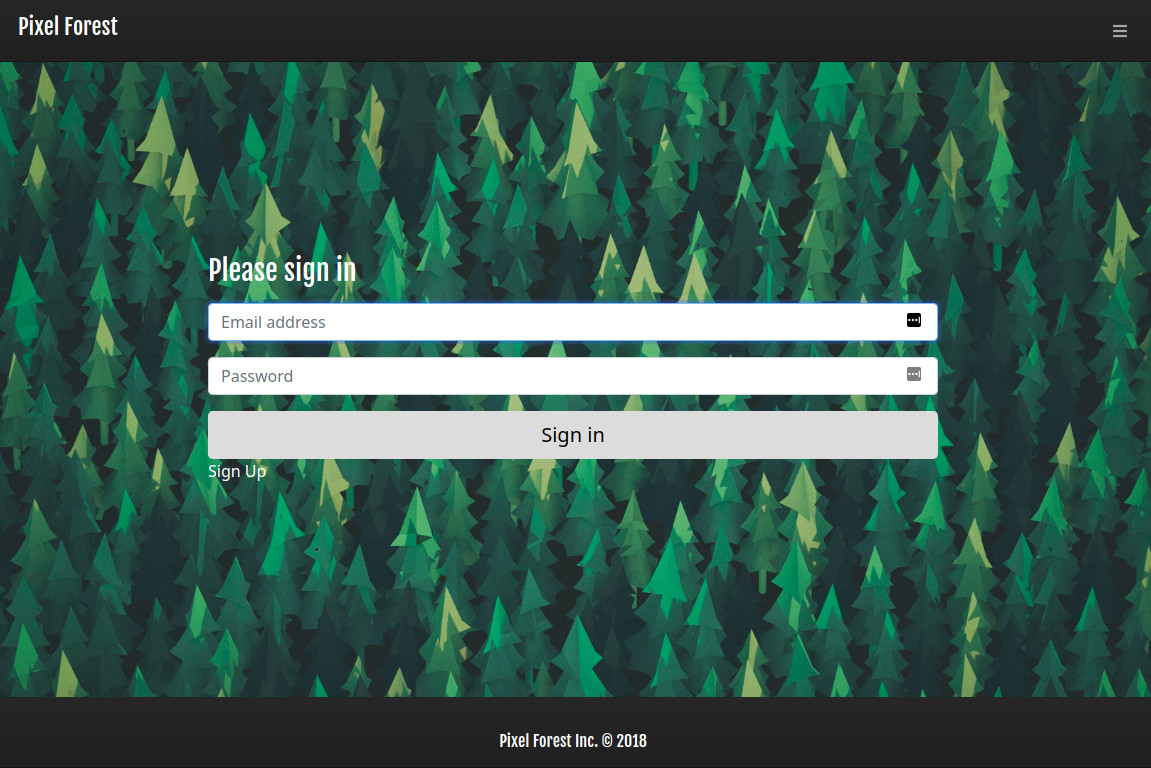 Pixel Forest
Please sign in
Email address
Password
Sign in
Sign Up
Pixel Forest Inc. © 2018